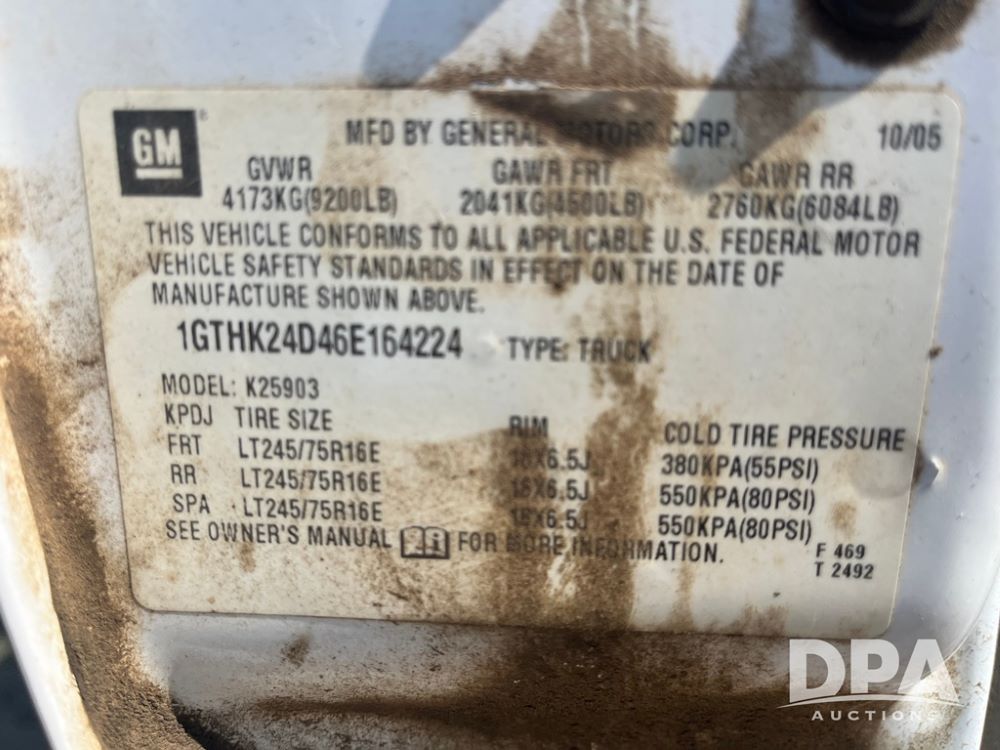 GM ®
MFD BY GENERAL MOTORS CORP. 10/05
GVWR GAWR FRT GAWR RR
4173KG(9200LB) 2041KG(4500LB) 2760KG(6084LB)
THIS VEHICLE CONFORMS TO ALL APPLICABLE U.S. FEDERAL MOTOR
VEHICLE SAFETY STANDARDS IN EFFECT ON THE DATE OF
MANUFACTURE SHOWN ABOVE.
1GTHK24D46E164224 TYPE: TRUCK
MODEL: K25903
KPDJ TIRE SIZE RIM COLD TIRE PRESSURE
FRT LT245/75R16E 16X6.5J 380KPA(55PSI)
RR LT245/75R16E 16X6.5J 550KPA(80PSI)
SPA LT245/75R16E 16X6.5J 550KPA(80PSI)
SEE OWNER'S MANUAL FOR MORE INFORMATION.
F 469
T 2492
DPA
AUCTIONS